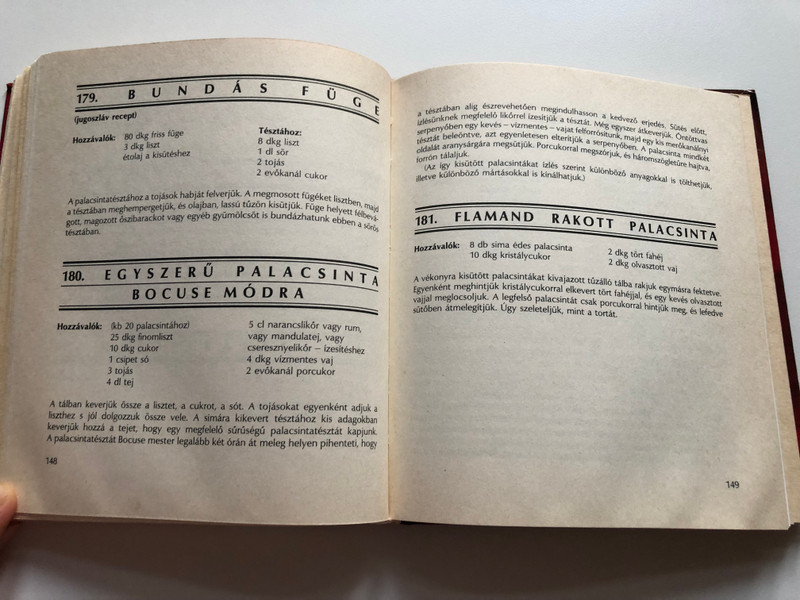 179. BUNDÁS FÜGE
(jugoszláv recept)
Hozzávalók: 80 dkg friss füge
3 dkg liszt
étolaj a kisütéshez
Tésztához:
8 dkg liszt
1 dl sör
2 tojás
2 evőkanál cukor
A palacsintatésztához a tojások habját felverjük. A megmosott fügéket lisztben, majd
a tésztában meghempergetjük, és olajban, lassú tűzön kisütjük. Füge helyett félbevá-
gott, magozott őszibarackot vagy egyéb gyümölcsöt is bundázhatunk ebben a sörös
tésztában.
180. EGYSZERŰ PALACSINTA
BOCUSE MÓDRA
Hozzávalók: (kb 20 palacsintához)
25 dkg finomliszt
10 dkg cukor
1 csipet só
3 tojás
4 dl tej
5 cl narancslikőr vagy rum,
vagy mandulatej, vagy
cseresznyelikőr – ízesítéshez
4 dkg vízmentes vaj
2 evőkanál porcukor
A tálban keverjük össze a lisztet, a cukrot, a sót. A tojásokat egyenként adjuk a
liszthez s jól dolgozzuk össze vele. A simára kikevert tésztához kis adagokban
keverjük hozzá a tejet, hogy egy megfelelő sűrűségű palacsintatésztát kapjunk.
A palacsintatésztát Bocuse mester legalább két órán át meleg helyen pihenteti, hogy
148
a tésztában alig észrevehetően megindulhasson a kedvező erjedés. Sütés előtt,
ízlésünknek megfelelő likőrrel ízesítjük a tésztát. Még egyszer átkeverjük. Öntöttvas
serpenyőben egy kevés – vízmentes – vajat felforrósítunk, majd egy kis merőkanálnyi
tésztát beleöntve, azt egyenletesen elterítjük a serpenyőben. A palacsinta mindkét
oldalát aranysárgára megsütjük. Porcukorral megszórjuk, és háromszögletűre hajtva,
forrón tálaljuk.
(Az így kisütött palacsintákat ízlés szerint különböző anyagokkal is tölthetjük,
illetve különböző mártásokkal is kínálhatjuk.)
181. FLAMAND RAKOTT PALACSINTA
Hozzávalók: 8 db sima édes palacsinta
10 dkg kristálycukor
2 dkg tört fahéj
2 dkg olvasztott vaj
A vékonyra kisütött palacsintákat kivajazott tűzálló tálba rakjuk egymásra fektetve.
Egyenként meghintjük kristálycukorral elkevert tört fahéjjal, és egy kevés olvasztott
vajjal meglocsoljuk. A legfelső palacsintát csak porcukorral hintjük meg, és lefedve
sütőben átmelegítjük. Úgy szeleteljük, mint a tortát.
149